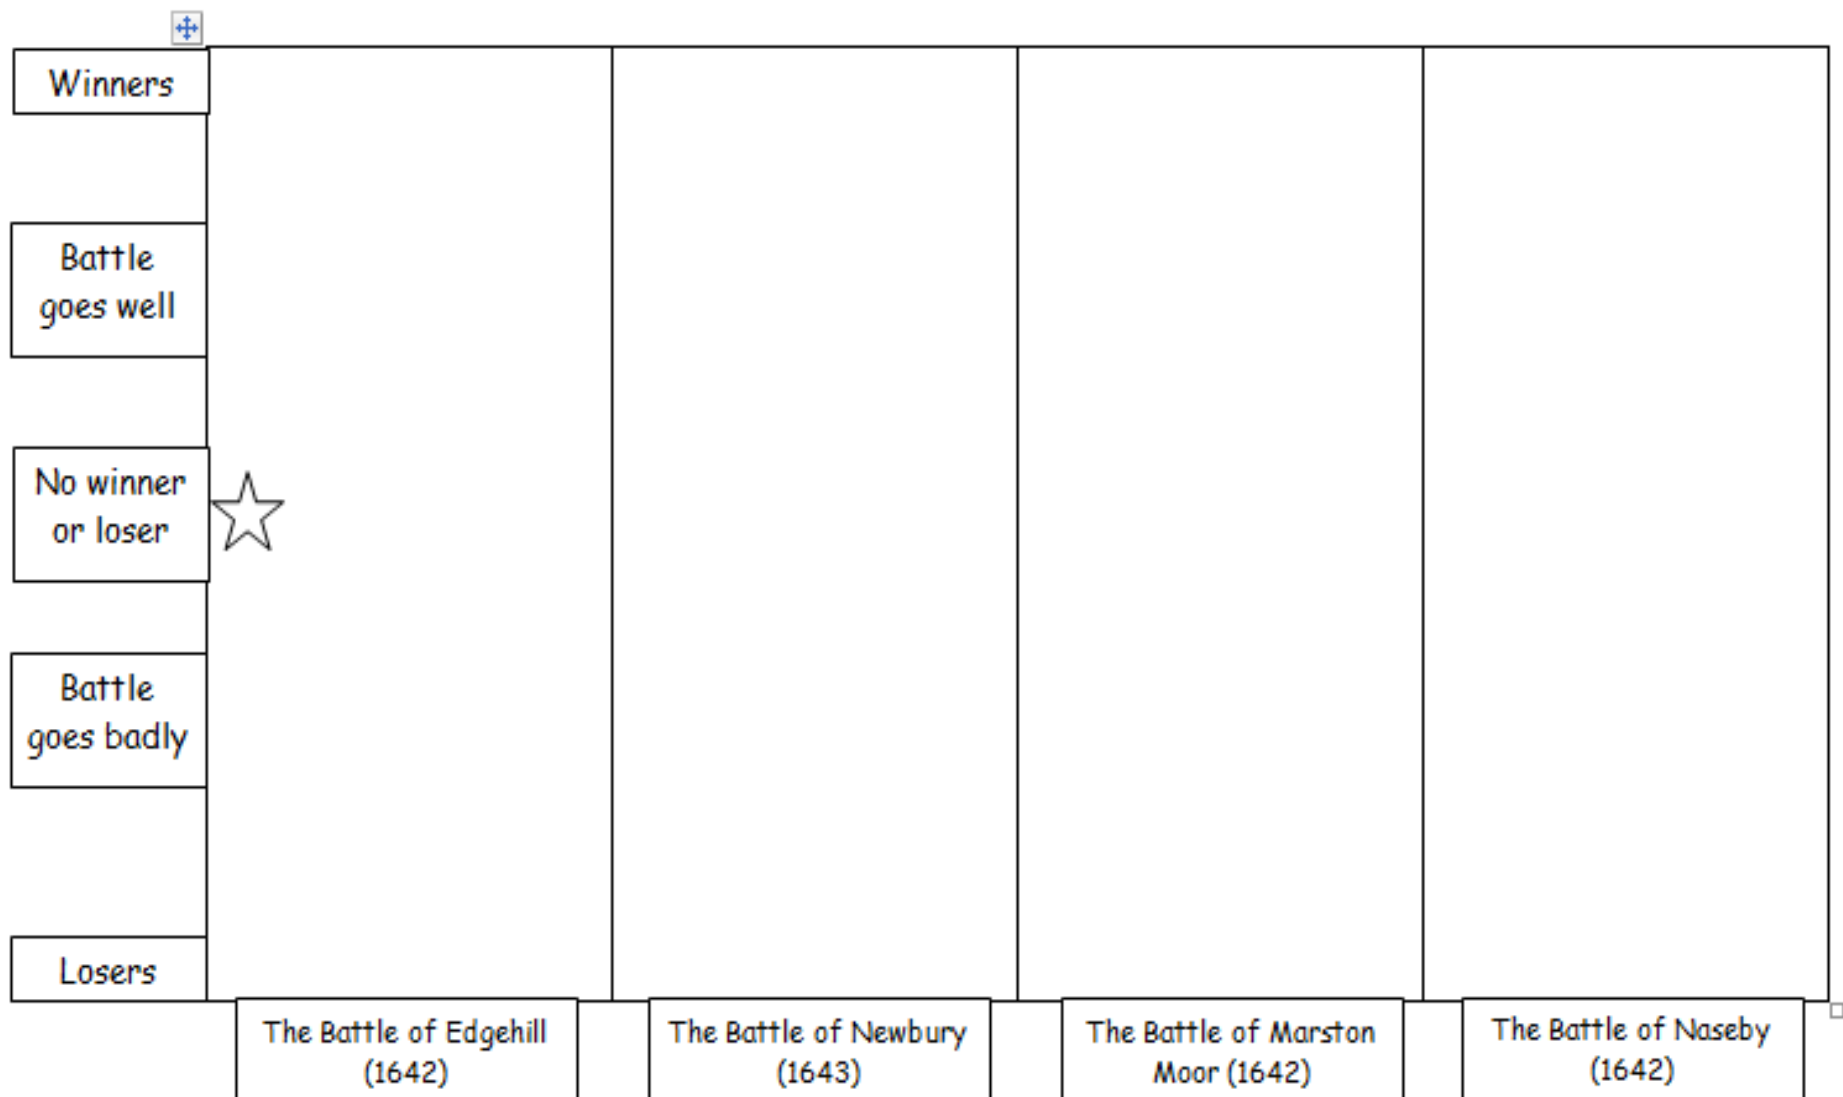 Winners
Battle
goes well
No winner
or loser
Battle
goes badly
Losers
The Battle of Edgehill
(1642)
The Battle of Newbury
(1643)
The Battle of Marston
Moor (1642)
The Battle of Naseby
(1642)